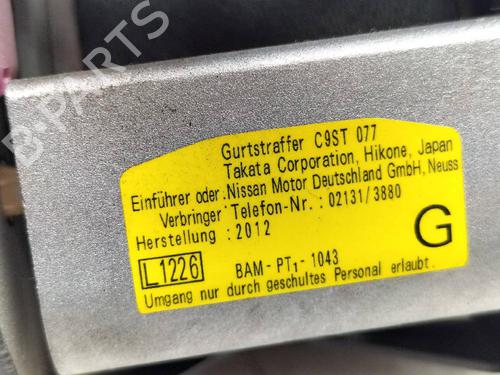 B-PARTS
Gurtstraffer C9ST 077
Takata Corporation, Hikone, Japan
Einführer oder Nissan Motor Deutschland GmbH, Neuss
Verbringer Telefon-Nr.: 02131/3880
Herstellung : 2012
G
L1226 BAM-PT1-1043
Umgang nur durch geschultes Personal erlaubt.